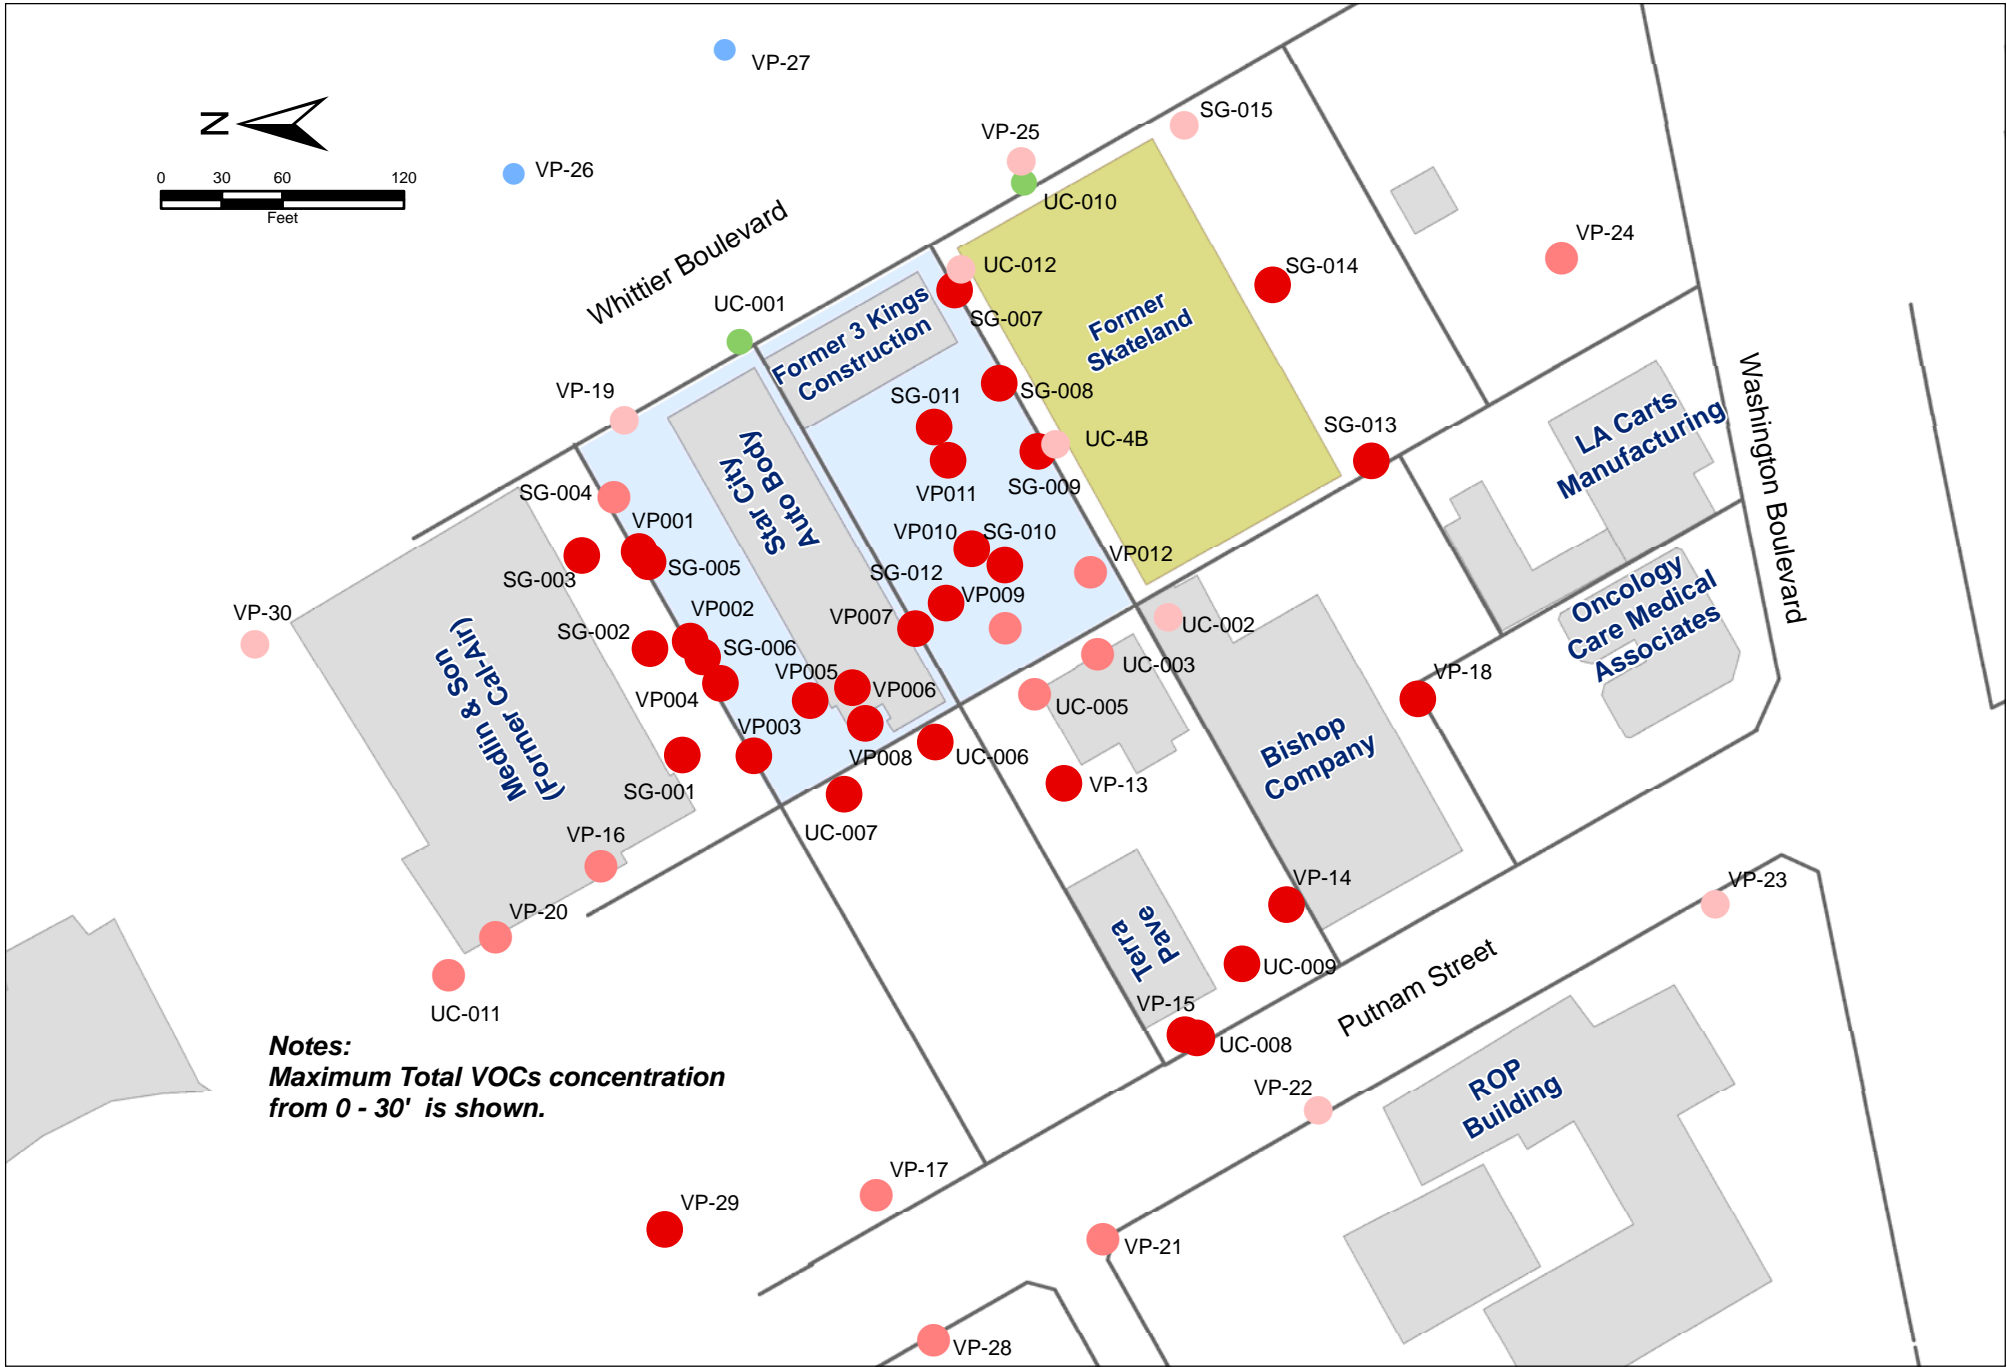 VP-27
N
VP-26
0 30 60 120
Feet
SG-015
VP-25
UC-010
VP-24
Whittier Boulevard
UC-012
SG-014
UC-001
SG-007
Former
Skateland
Former 3 Kings
Construction
VP-19
SG-011
SG-008
UC-4B
SG-013
Washington Boulevard
LA Carts
Manufacturing
Star City
Auto Body
VP011
SG-009
SG-004
VP001
VP010
SG-010
SG-003
SG-005
SG-012
VP012
VP009
VP-30
VP002
VP007
SG-002
SG-006
UC-002
Oncology
Care Medical
Associates
Medlin & Son
(Former Cal-Air)
VP005
VP004
VP006
UC-003
VP-18
UC-005
VP003
VP008
UC-006
SG-001
VP-13
Bishop
Company
UC-007
VP-16
VP-14
VP-23
VP-20
Terra
Pave
UC-009
UC-011
VP-15
UC-008
Putnam Street
Notes:
Maximum Total VOCs concentration
from 0 - 30' is shown.
VP-22
ROP
Building
VP-17
VP-29
VP-21
VP-28